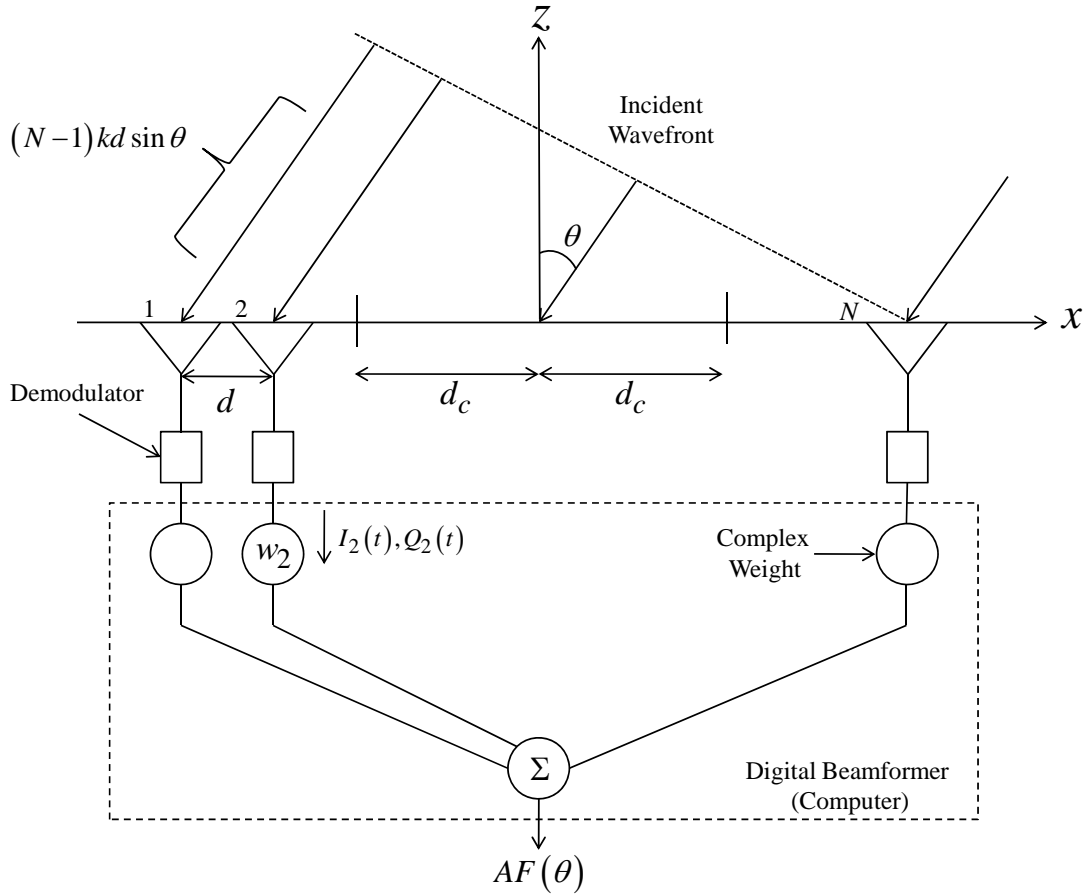 z
Incident
Wavefront
(N−1)kd sin θ
θ
1
2
N
x
Demodulator
d
d_c
d_c
w_2
I_2(t), Q_2(t)
Complex
Weight
Σ
Digital Beamformer
(Computer)
AF(θ)